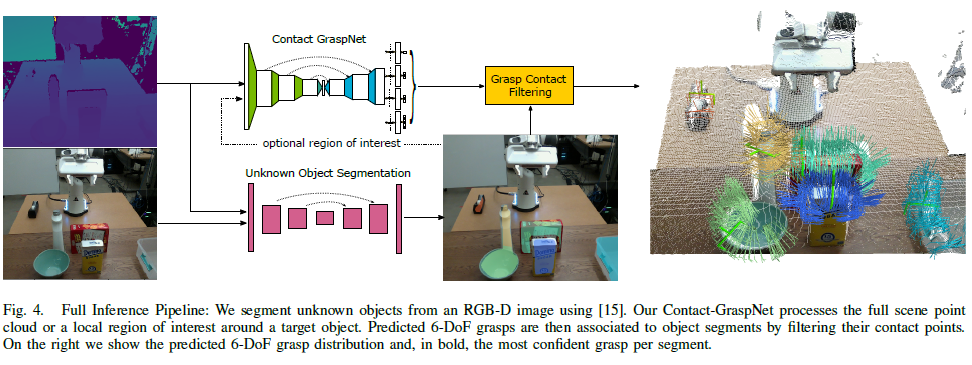 Contact GraspNet
Grasp Contact
Filtering
optional region of interest
Unknown Object Segmentation
Fig. 4. Full Inference Pipeline: We segment unknown objects from an RGB-D image using [15]. Our Contact-GraspNet processes the full scene point
cloud or a local region of interest around a target object. Predicted 6-DoF grasps are then associated to object segments by filtering their contact points.
On the right we show the predicted 6-DoF grasp distribution and, in bold, the most confident grasp per segment.